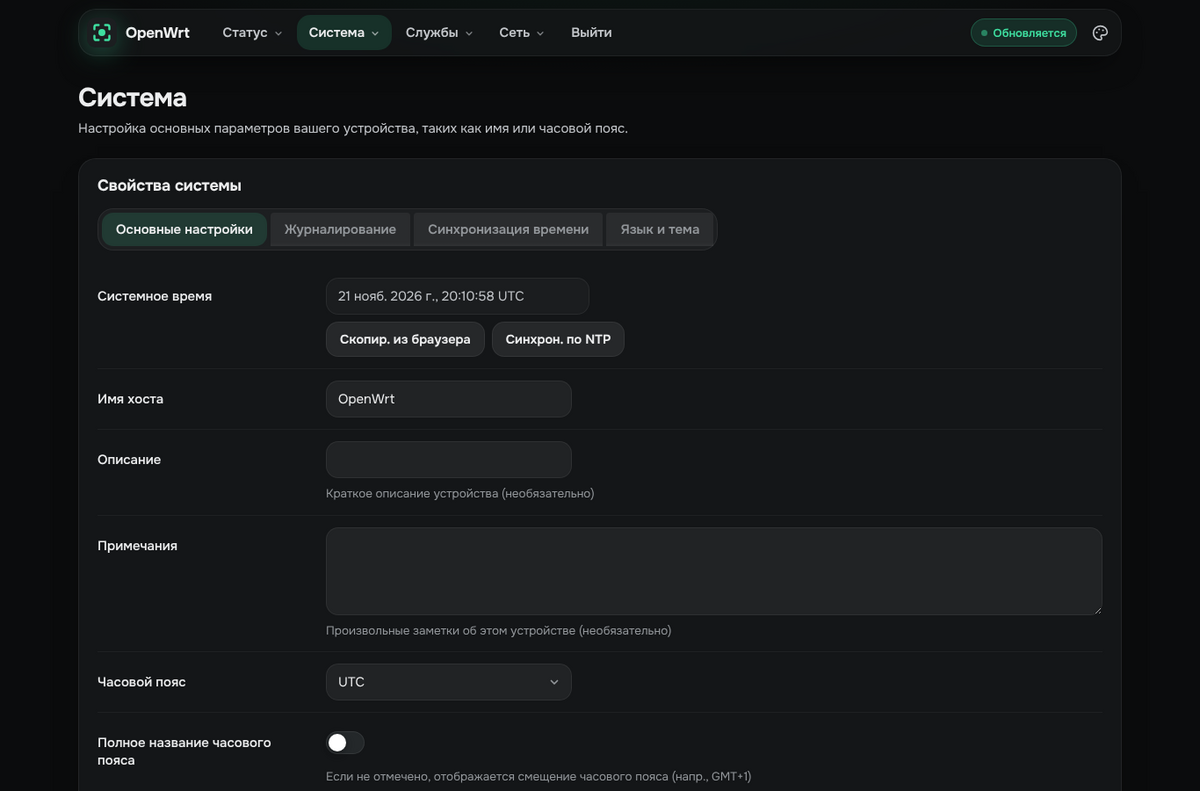 OpenWrt Статус Система Службы Сеть Выйти Обновляется
Система
Настройка основных параметров вашего устройства, таких как имя или часовой пояс.
Свойства системы
Основные настройки Журналирование Синхронизация времени Язык и тема
Системное время 21 нояб. 2026 г., 20:10:58 UTC
Скопир. из браузера Синхрон. по NTP
Имя хоста OpenWrt
Описание
Краткое описание устройства (необязательно)
Примечания
Произвольные заметки об этом устройстве (необязательно)
Часовой пояс UTC
Полное название часового
пояса
Если не отмечено, отображается смещение часового пояса (напр., GMT+1)